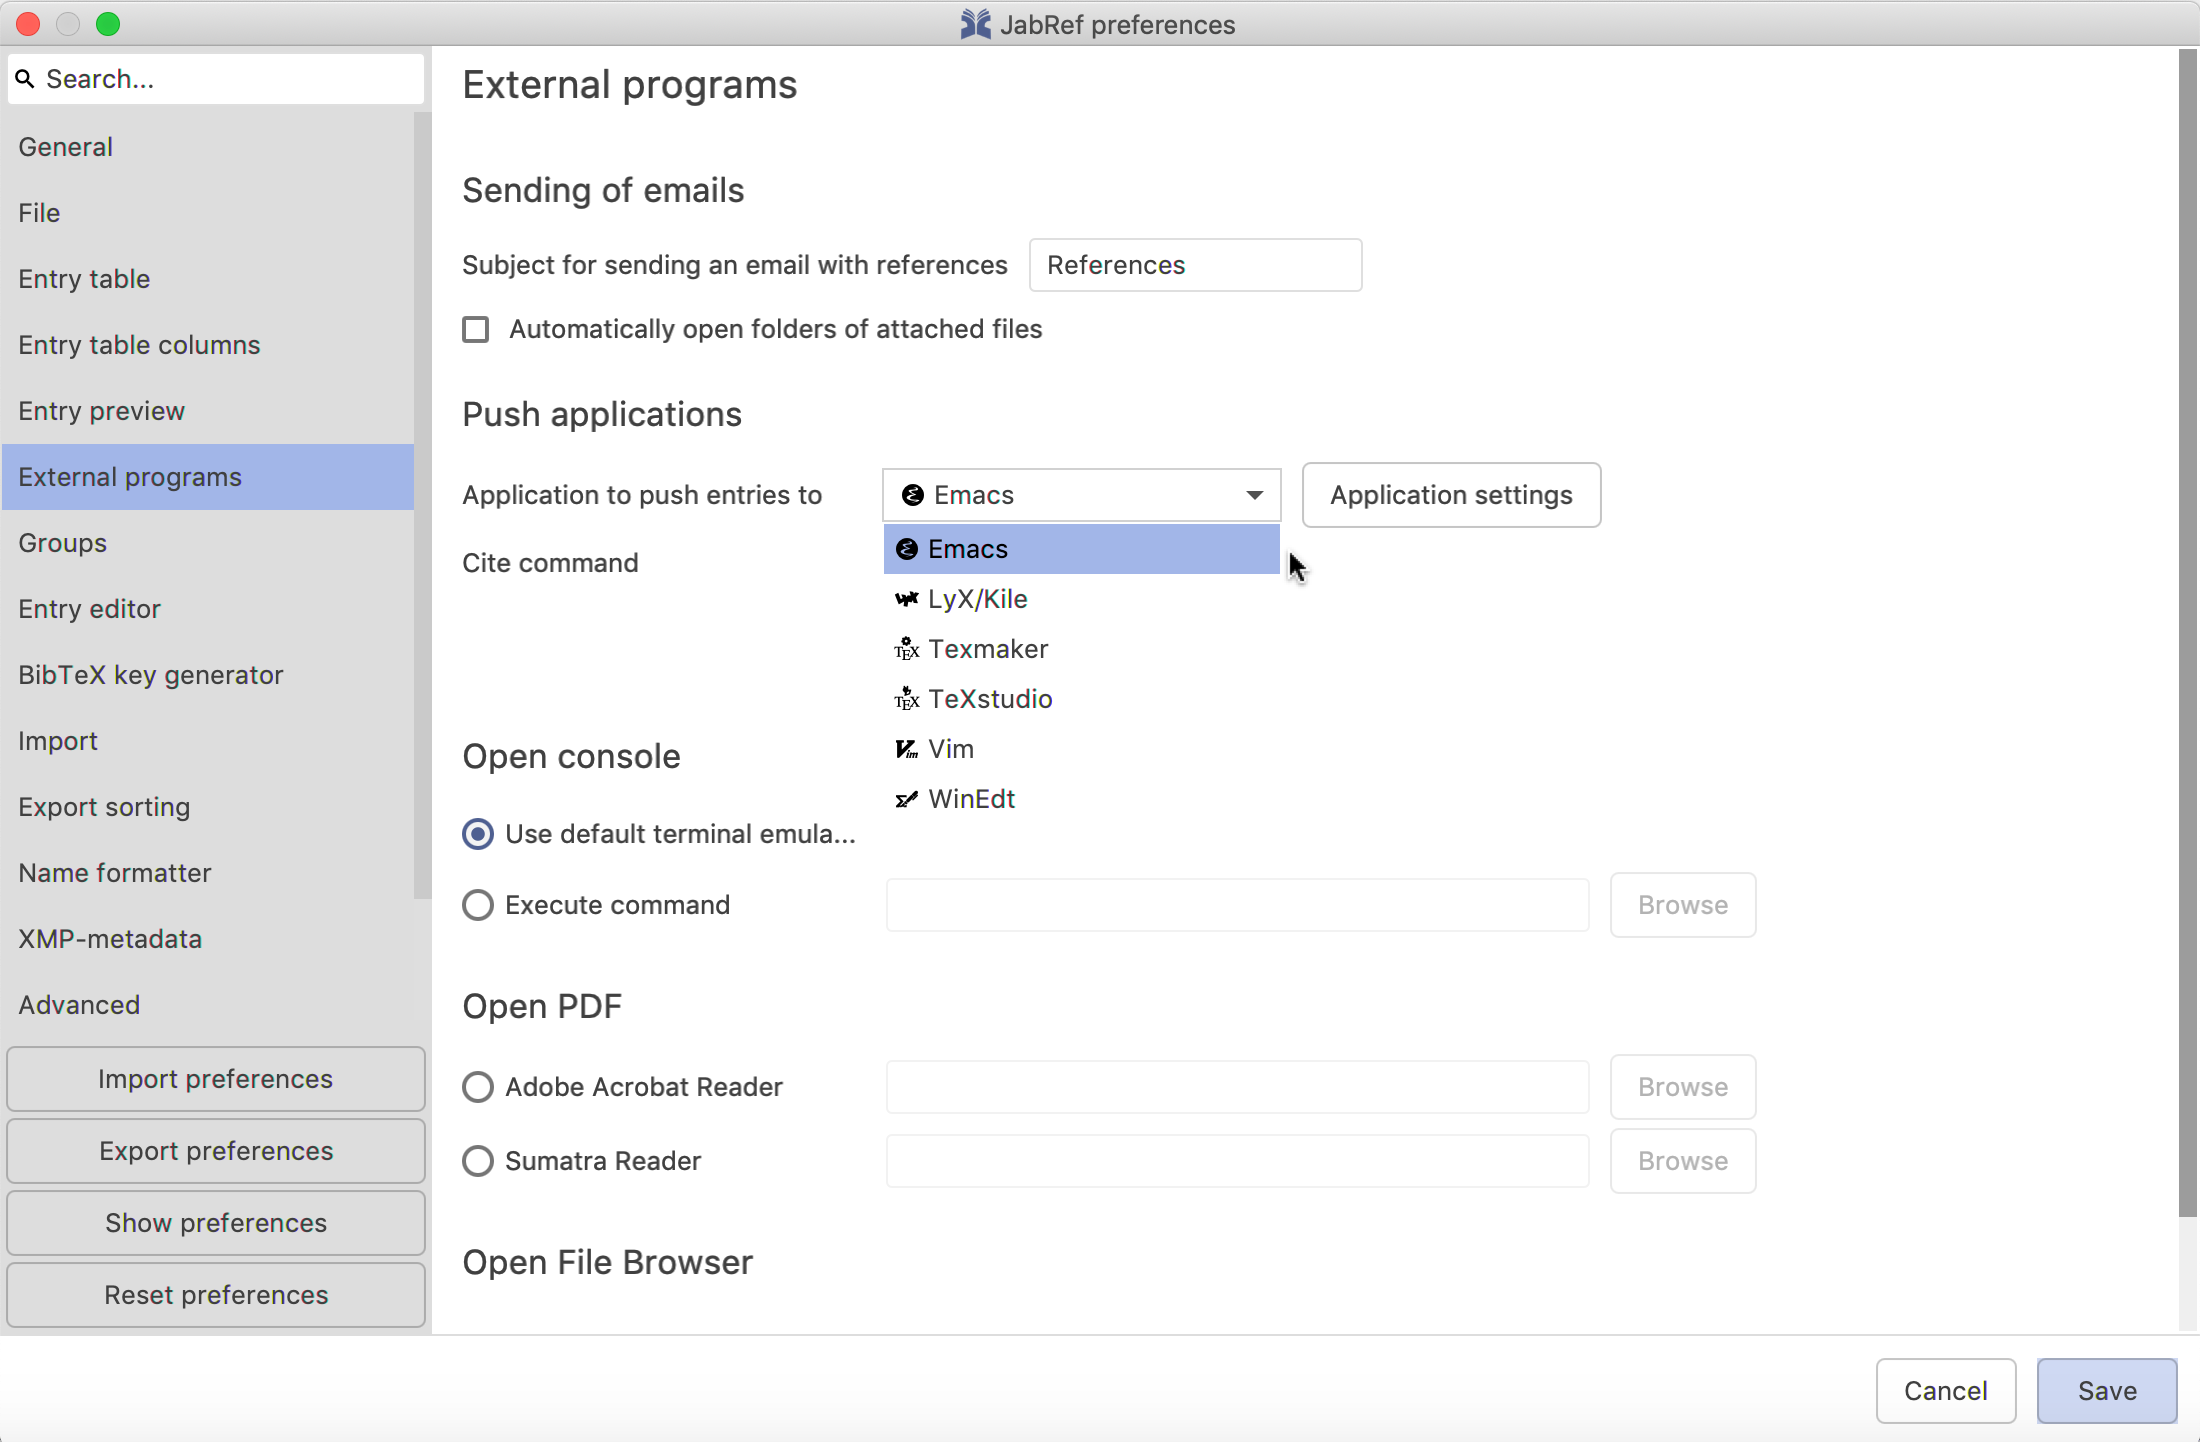 JabRef preferences
Search...
General
File
Entry table
Entry table columns
Entry preview
External programs
Groups
Entry editor
BibTeX key generator
Import
Export sorting
Name formatter
XMP-metadata
Advanced
Import preferences
Export preferences
Show preferences
Reset preferences
External programs
Sending of emails
Subject for sending an email with references References
Automatically open folders of attached files
Push applications
Application to push entries to Emacs Application settings
Emacs
Cite command
LyX/Kile
Texmaker
TeXstudio
Vim
WinEdt
Open console
Use default terminal emula...
Execute command Browse
Open PDF
Adobe Acrobat Reader Browse
Sumatra Reader Browse
Open File Browser
Cancel Save